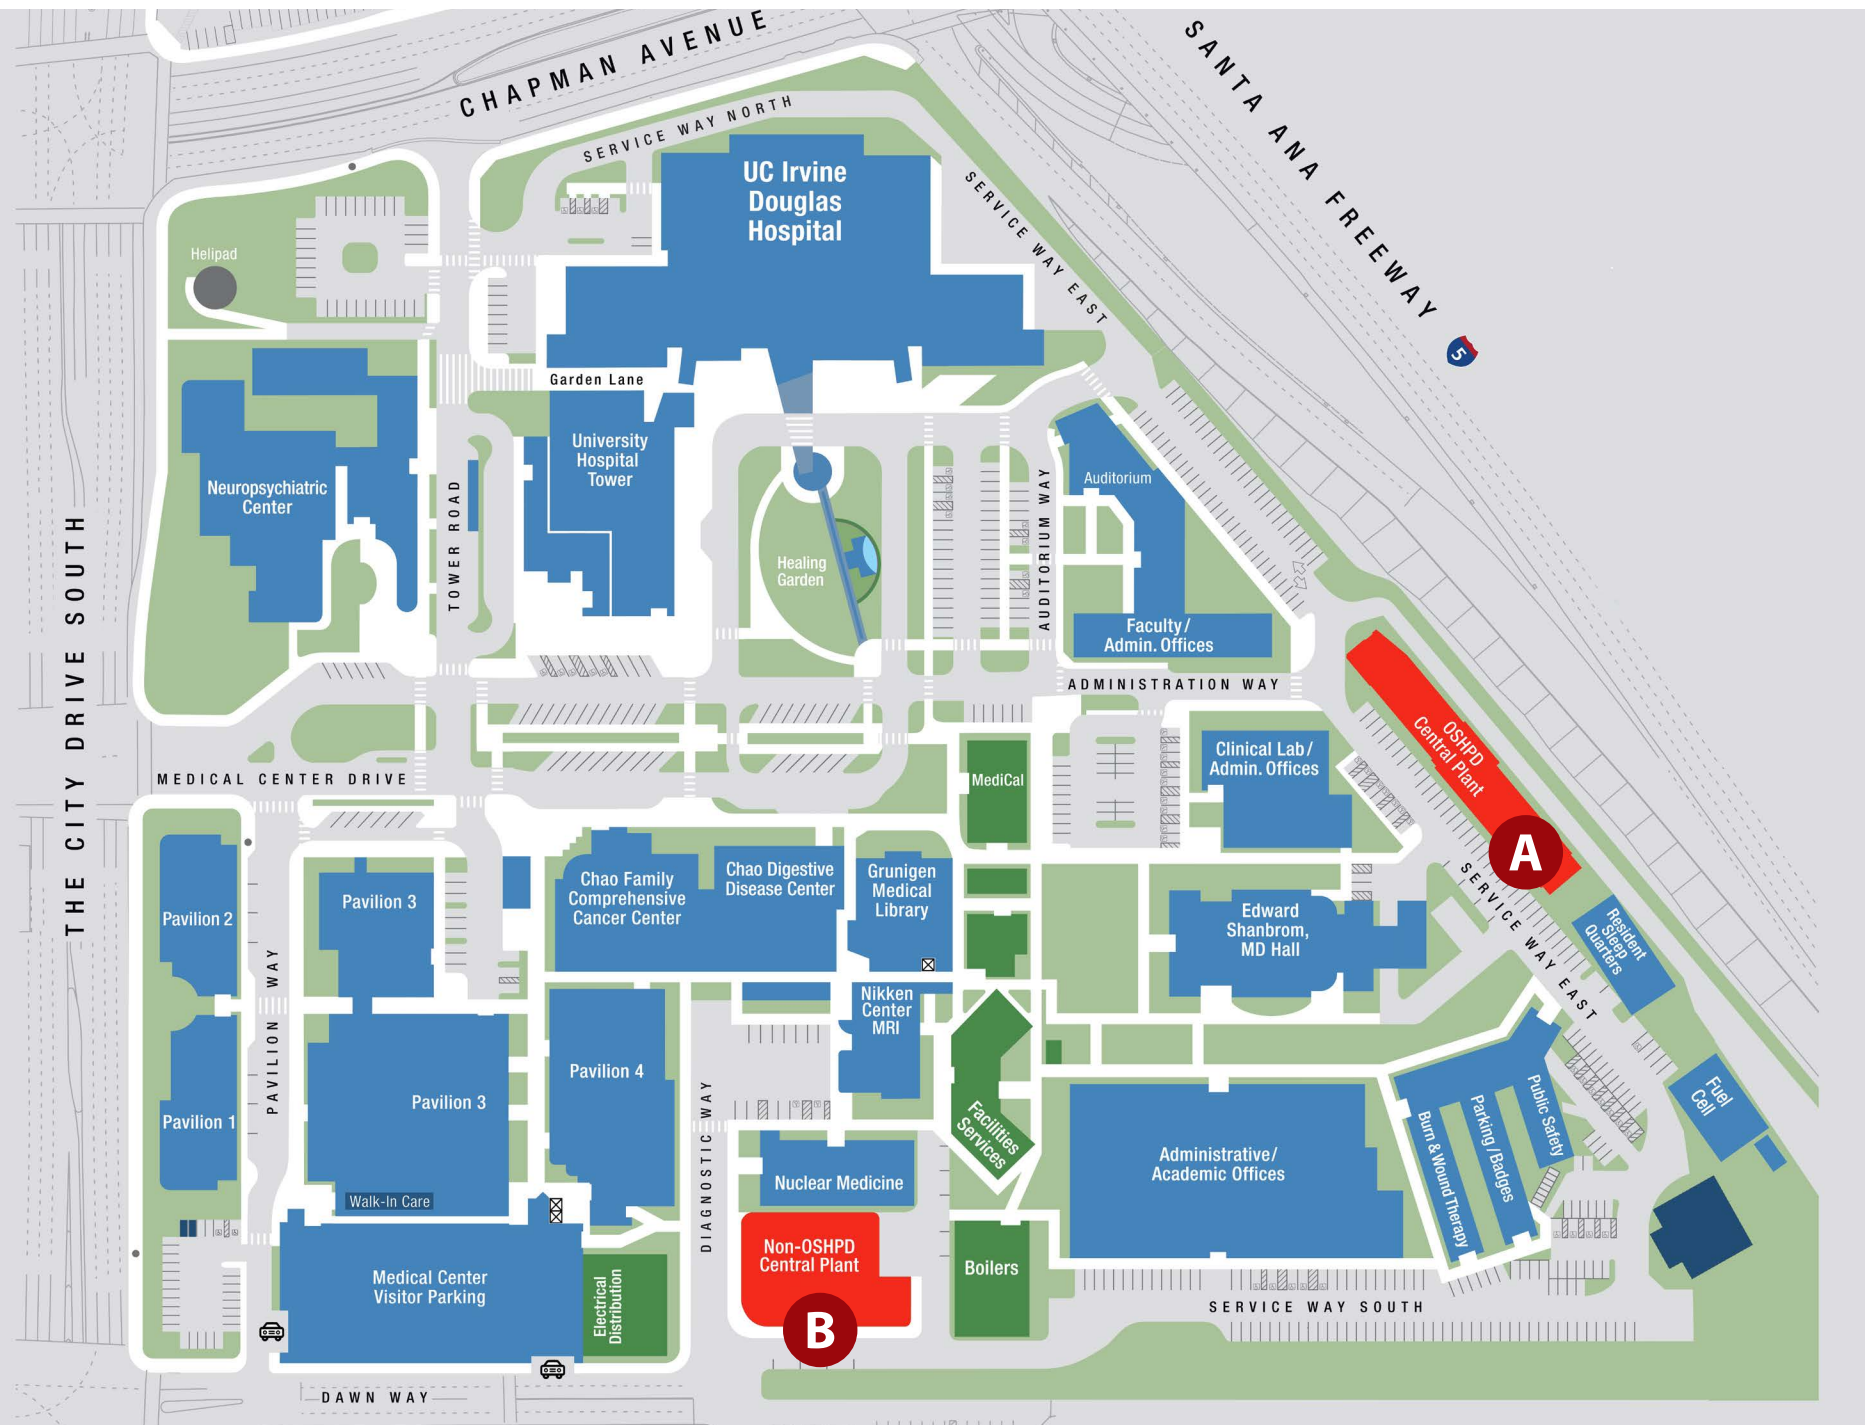 CHAPMAN AVENUE
SANTA ANA FREEWAY
5
SERVICE WAY NORTH
UC Irvine
Douglas
Hospital
SERVICE WAY EAST
Helipad
Garden Lane
University
Hospital
Tower
Neuropsychiatric
Center
TOWER ROAD
Healing
Garden
AUDITORIUM WAY
Auditorium
Faculty/
Admin. Offices
ADMINISTRATION WAY
THE CITY DRIVE SOUTH
MEDICAL CENTER DRIVE
MediCal
Clinical Lab/
Admin. Offices
OSHPD
Central Plant
A
SERVICE WAY EAST
Resident
Sleep
Quarters
Pavilion 2
Pavilion 3
Chao Family
Comprehensive
Cancer Center
Chao Digestive
Disease Center
Grunigen
Medical
Library
Edward
Shanbrom,
MD Hall
PAVILION WAY
Nikken
Center
MRI
Pavilion 1
Pavilion 3
Pavilion 4
DIAGNOSTIC WAY
Facilities
Services
Administrative/
Academic Offices
Burn & Wound Therapy
Parking/Badges
Public Safety
Fuel
Cell
Walk-In Care
Nuclear Medicine
Medical Center
Visitor Parking
Electrical
Distribution
Non-OSHPD
Central Plant
B
Boilers
SERVICE WAY SOUTH
DAWN WAY